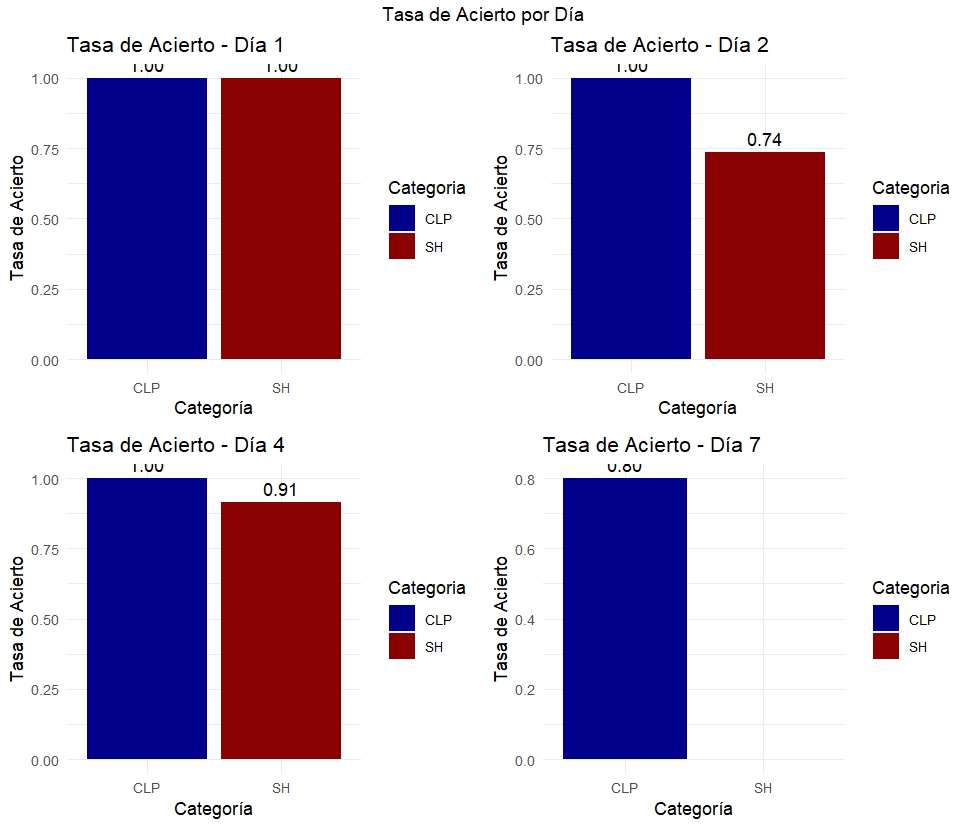 Tasa de Acierto por Día
Tasa de Acierto - Día 1
1.00 1.00
1.00
0.75
0.50
0.25
0.00
Tasa de Acierto
CLP SH
Categoría
Categoria
CLP
SH
Tasa de Acierto - Día 2
1.00
0.74
1.00
0.75
0.50
0.25
0.00
Tasa de Acierto
CLP SH
Categoría
Categoria
CLP
SH
Tasa de Acierto - Día 4
1.00
0.91
1.00
0.75
0.50
0.25
0.00
Tasa de Acierto
CLP SH
Categoría
Categoria
CLP
SH
Tasa de Acierto - Día 7
0.80
0.8
0.6
0.4
0.2
0.0
Tasa de Acierto
CLP SH
Categoría
Categoria
CLP
SH